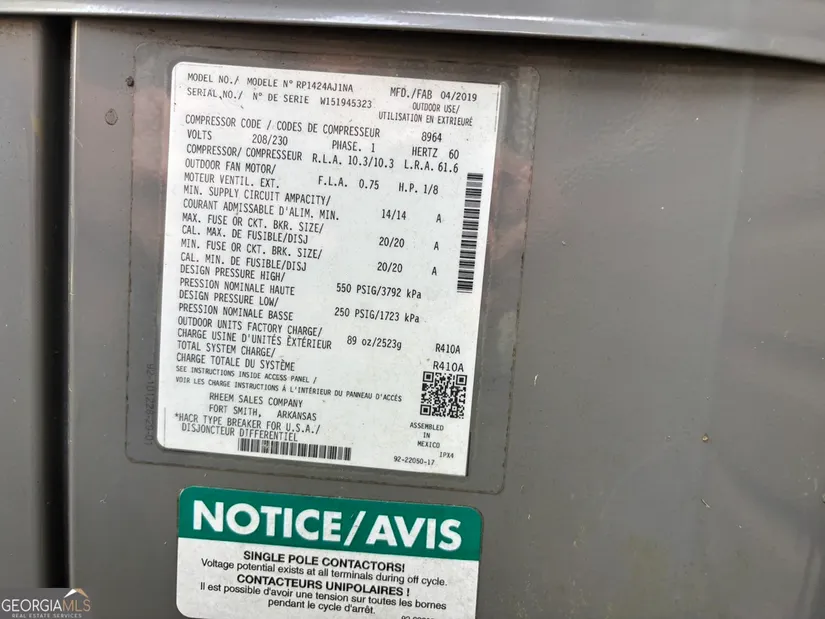 MODEL NO./ MODELE N° RP1424AJ1NA MFD./FAB 04/2019
SERIAL.NO./ N° DE SERIE W151945323 OUTDOOR USE/
UTILISATION EN EXTRIEURÉ
COMPRESSOR CODE / CODES DE COMPRESSEUR 8964
VOLTS 208/230 PHASE. 1 HERTZ 60
COMPRESSOR/ COMPRESSEUR R.L.A. 10.3/10.3 L.R.A. 61.6
OUTDOOR FAN MOTOR/
MOTEUR VENTIL. EXT. F.L.A. 0.75 H.P. 1/8
MIN. SUPPLY CIRCUIT AMPACITY/
COURANT ADMISSABLE D'ALIM. MIN. 14/14 A
MAX. FUSE OR CKT. BKR. SIZE/
CAL. MAX. DE FUSIBLE/DISJ 20/20 A
MIN. FUSE OR CKT. BRK. SIZE/
CAL. MIN. DE FUSIBLE/DISJ 20/20 A
DESIGN PRESSURE HIGH/
PRESSION NOMINALE HAUTE 550 PSIG/3792 kPa
DESIGN PRESSURE LOW/
PRESSION NOMINALE BASSE 250 PSIG/1723 kPa
OUTDOOR UNITS FACTORY CHARGE/
CHARGE USINE D'UNITÉS ÈXTÉRIEUR 89 oz/2523g R410A
TOTAL SYSTEM CHARGE/
CHARGE TOTALE DU SYSTÈME R410A
SEE INSTRUCTIONS INSIDE ACCESS PANEL /
VOIR LES CHARGE INSTRUCTIONS À L'INTÉRIEUR DU PANNEAU D'ACCÉS
RHEEM SALES COMPANY
FORT SMITH, ARKANSAS
*HACR TYPE BREAKER FOR U.S.A./
DISJONCTEUR DIFFERENTIEL
ASSEMBLED
IN
MEXICO
IPX4
92-22050-17
NOTICE/AVIS
SINGLE POLE CONTACTORS!
Voltage potential exists at all terminals during off cycle.
CONTACTEURS UNIPOLAIRES !
Il est possible d'avoir une tension sur toutes les bornes
pendant le cycle d'arrêt.
GEORGIAMLS
REAL ESTATE SERVICES